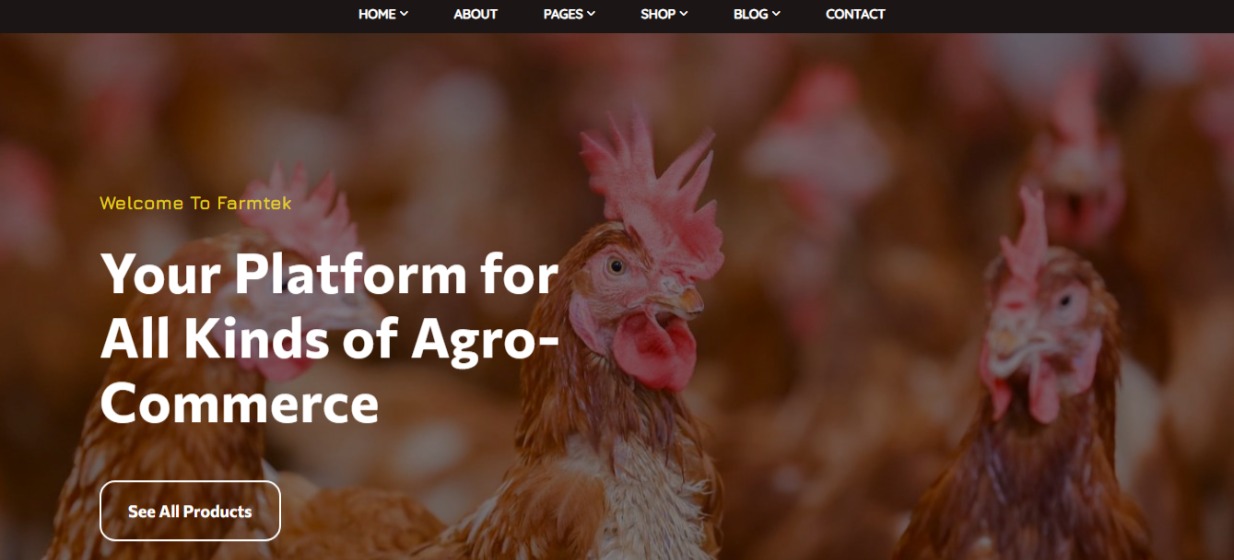 HOME ABOUT PAGES SHOP BLOG CONTACT
Welcome To Farmtek
Your Platform for
All Kinds of Agro-
Commerce
See All Products